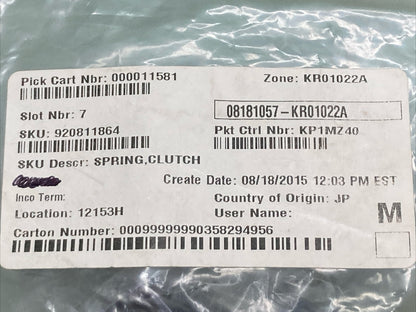 Pick Cart Nbr: 000011581 Zone: KR01022A
Slot Nbr: 7 08181057-KR01022A
SKU: 920811864 Pkt Ctrl Nbr: KP1MZ40
SKU Descr: SPRING,CLUTCH
Create Date: 08/18/2015 12:03 PM EST
Inco Term: Country of Origin: JP
Location: 12153H User Name: M
Carton Number: 00099999990358294956